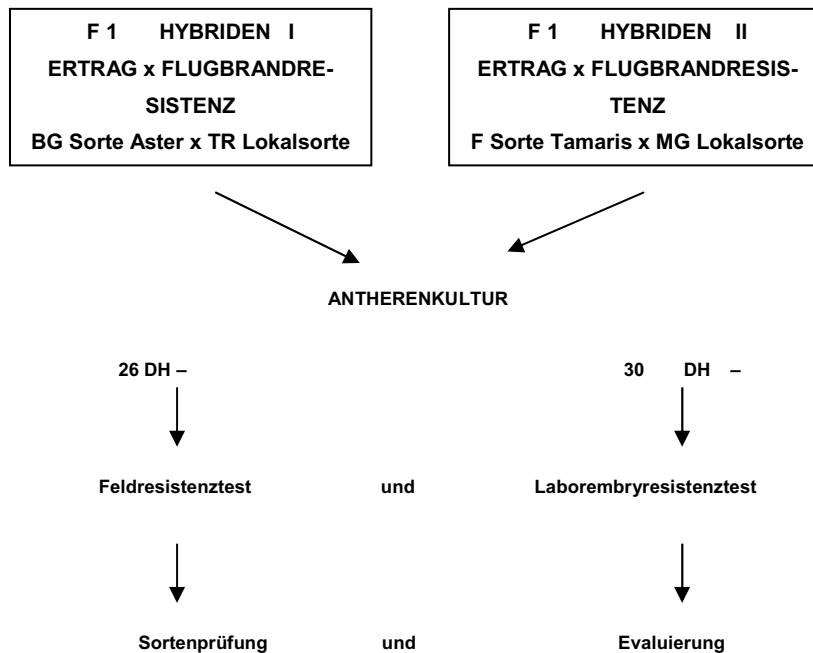 F 1 HYBRIDEN I
ERTRAG x FLUGBRANDRE-
SISTENZ
BG Sorte Aster x TR Lokalsorte
F 1 HYBRIDEN II
ERTRAG x FLUGBRANDRESIS-
TENZ
F Sorte Tamaris x MG Lokalsorte
ANTHERENKULTUR
26 DH – 30 DH –
Feldresistenztest und Laborembryresistenztest
Sortenprüfung und Evaluierung